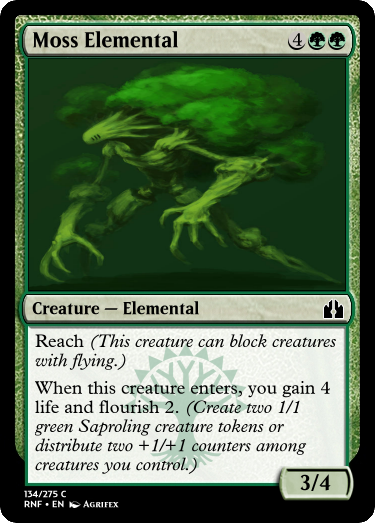 Moss Elemental 4
Creature — Elemental
Reach (This creature can block creatures
with flying.)
When this creature enters, you gain 4
life and flourish 2. (Create two 1/1
green Saproling creature tokens or
distribute two +1/+1 counters among
creatures you control.)
3/4
134/275 C
RNF • EN Agrifex